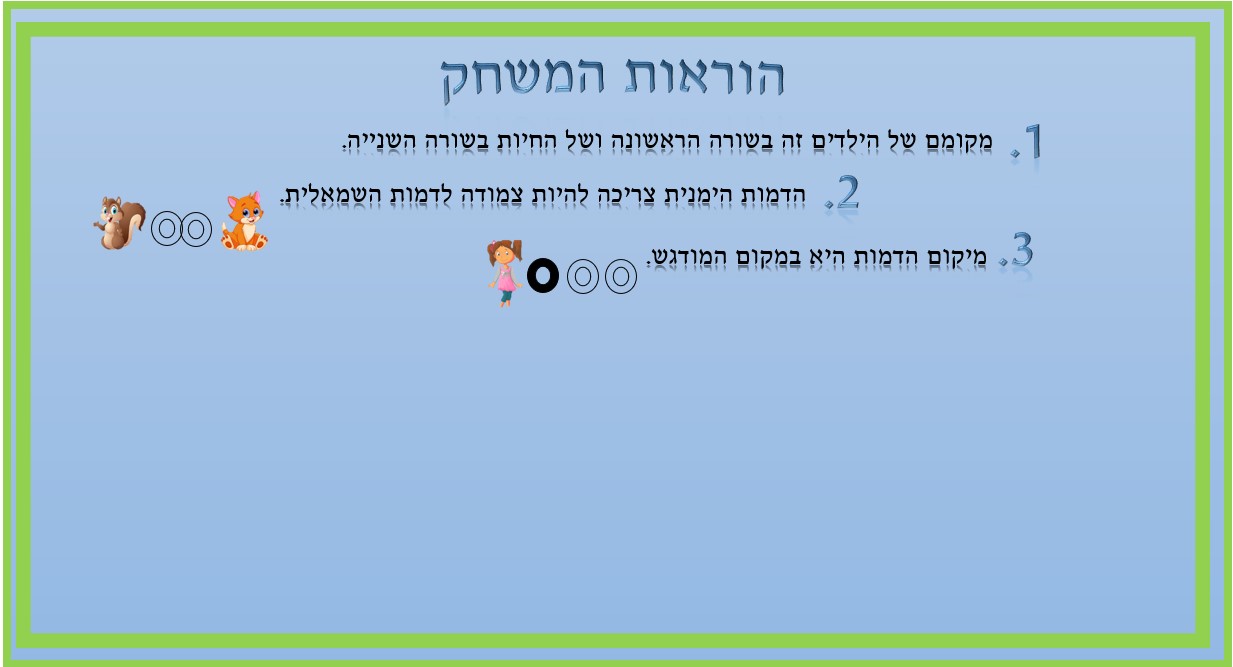 הוראות המשחק
1. מקומם של הילדים זה בשורה הראשונה ושל החיות בשורה השנייה.
2. הדמות הימנית צריכה להיות צמודה לדמות השמאלית.
3. מיקום הדמות היא במקום המודגש.